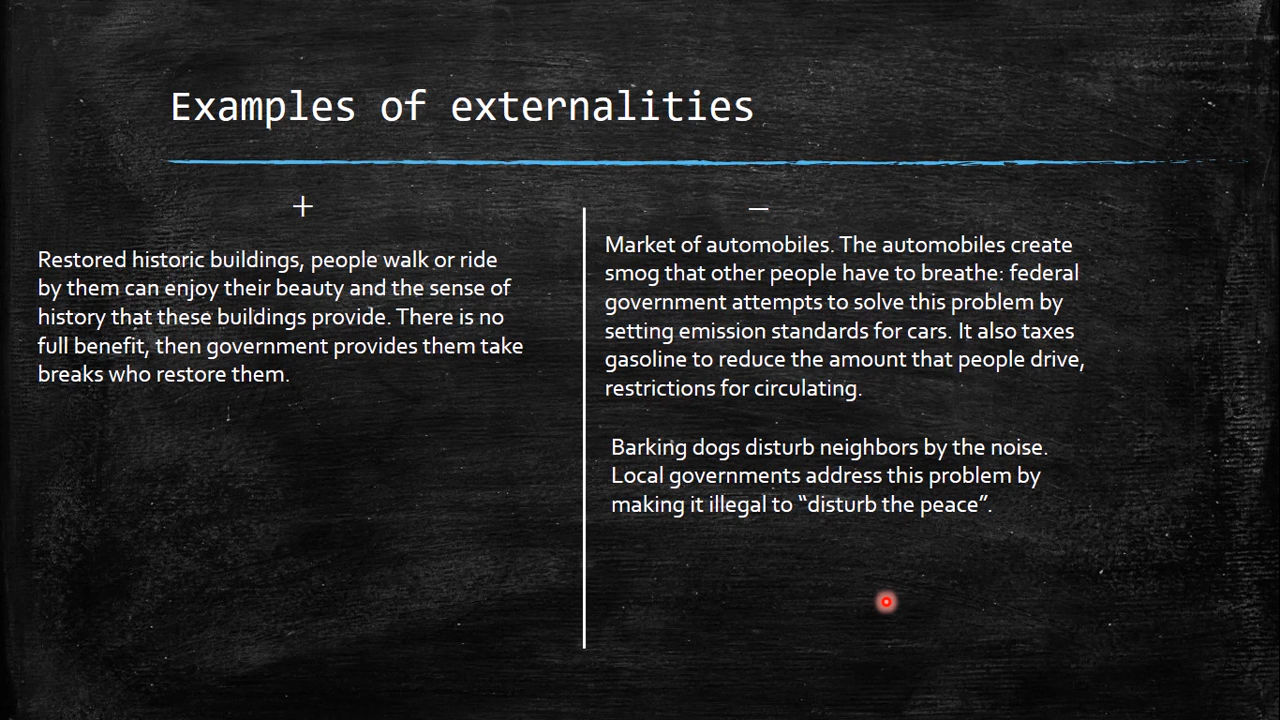 Examples of externalities
+
Restored historic buildings, people walk or ride
by them can enjoy their beauty and the sense of
history that these buildings provide. There is no
full benefit, then government provides them take
breaks who restore them.
–
Market of automobiles. The automobiles create
smog that other people have to breathe: federal
government attempts to solve this problem by
setting emission standards for cars. It also taxes
gasoline to reduce the amount that people drive,
restrictions for circulating.
Barking dogs disturb neighbors by the noise.
Local governments address this problem by
making it illegal to “disturb the peace”.